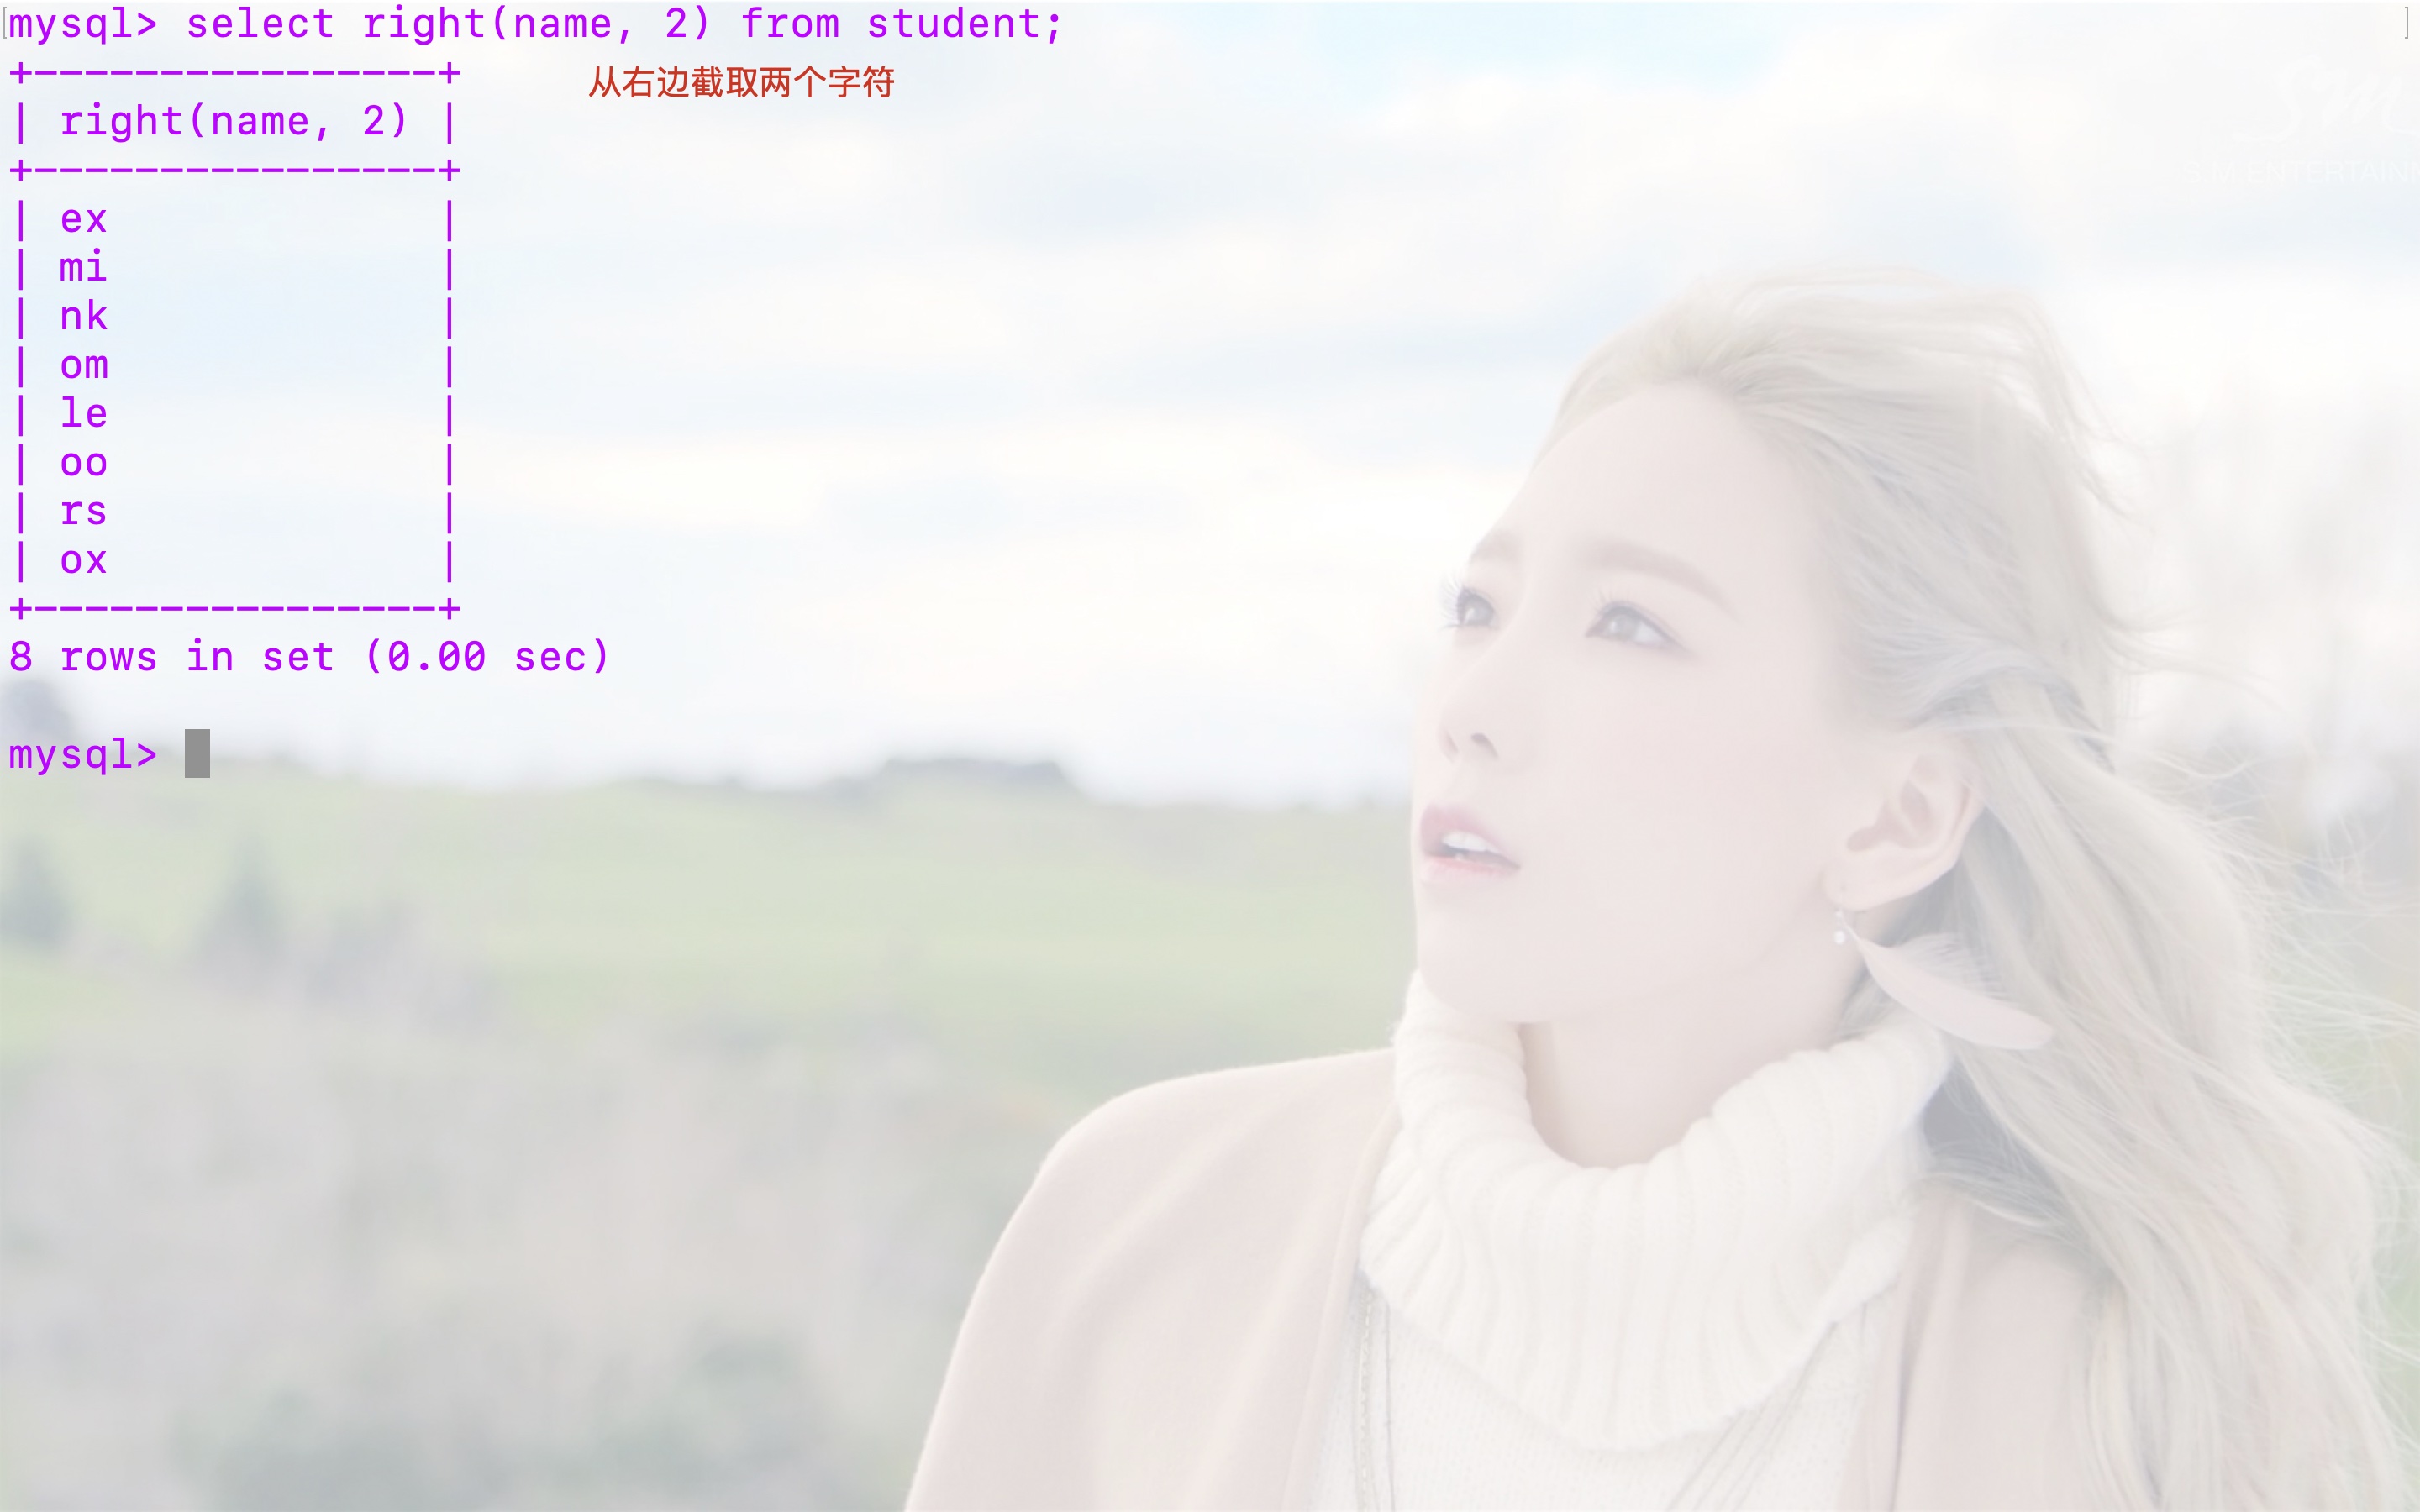 mysql> select right(name, 2) from student;
+-----------------+
从右边截取两个字符
| right(name, 2) |
+-----------------+
| ex |
| mi |
| nk |
| om |
| le |
| oo |
| rs |
| ox |
+-----------------+
8 rows in set (0.00 sec)
mysql>